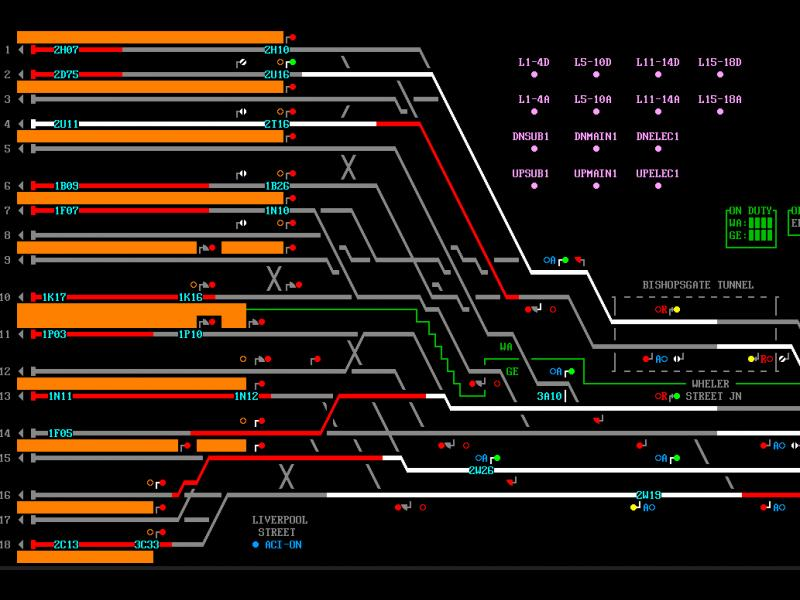 1 2H07 2H10
L1-4D L5-10D L11-14D L15-18D
2 2D75 2U16
3
L1-4A L5-10A L11-14A L15-18A
4 2U11 2T16
DNSUB1 DNMAIN1 DNELEC1
5
UPSUB1 UPMAIN1 UPELEC1
6 1B09 1B26
7 1F07 1N10
ON DUTY
WA:
GE:
8
9
A
BISHOPSGATE TUNNEL
10 1K17 1K16
R
11 1P03 1P10
WA
A R
12
GE A
WHELER
13 1N11 1N12 3A10 R STREET JN
14 1F05
A
15 A A
2W26
16 2W19
A A
17 LIVERPOOL
STREET
18 2C13 3C33 ACI-ON